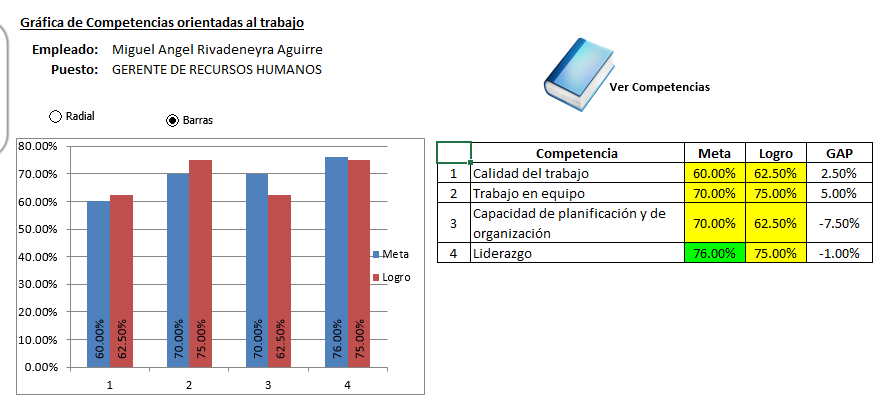 Gráfica de Competencias orientadas al trabajo
Empleado: Miguel Angel Rivadeneyra Aguirre
Puesto: GERENTE DE RECURSOS HUMANOS
Ver Competencias
Radial
Barras
80.00%
70.00%
60.00%
50.00%
40.00%
30.00%
20.00%
10.00%
0.00%
60.00% 62.50% 70.00% 75.00% 70.00% 62.50% 76.00% 75.00%
1 2 3 4
Meta
Logro
Competencia Meta Logro GAP
1 Calidad del trabajo 60.00% 62.50% 2.50%
2 Trabajo en equipo 70.00% 75.00% 5.00%
3 Capacidad de planificación y de
organización 70.00% 62.50% -7.50%
4 Liderazgo 76.00% 75.00% -1.00%